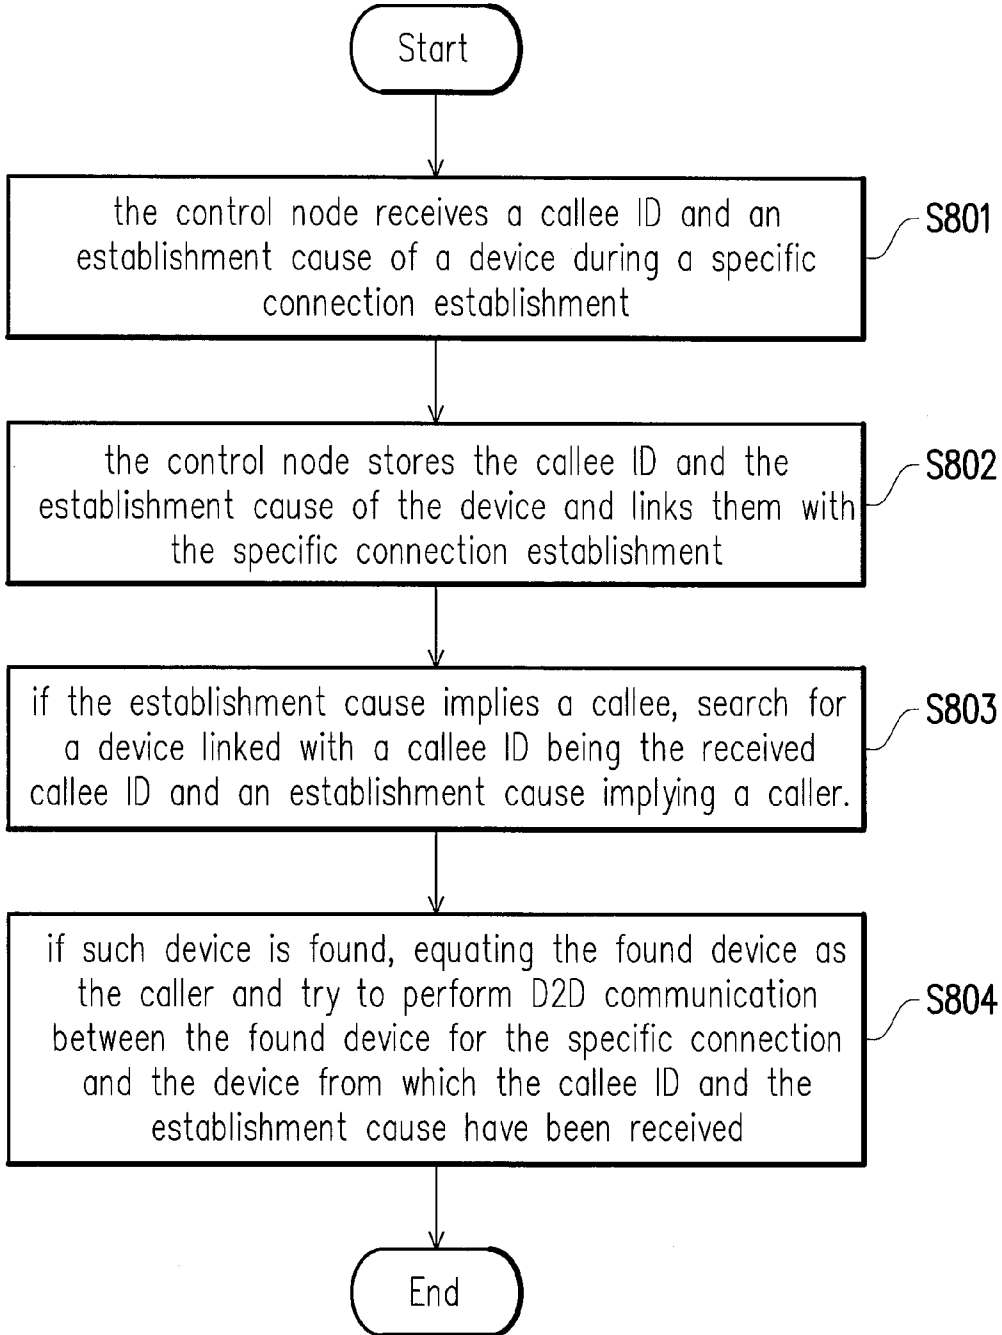 Start
the control node receives a callee ID and an
establishment cause of a device during a specific
connection establishment
S801
the control node stores the callee ID and the
establishment cause of the device and links them with
the specific connection establishment
S802
if the establishment cause implies a callee, search for
a device linked with a callee ID being the received
callee ID and an establishment cause implying a caller.
S803
if such device is found, equating the found device as
the caller and try to perform D2D communication
between the found device for the specific connection
and the device from which the callee ID and the
establishment cause have been received
S804
End